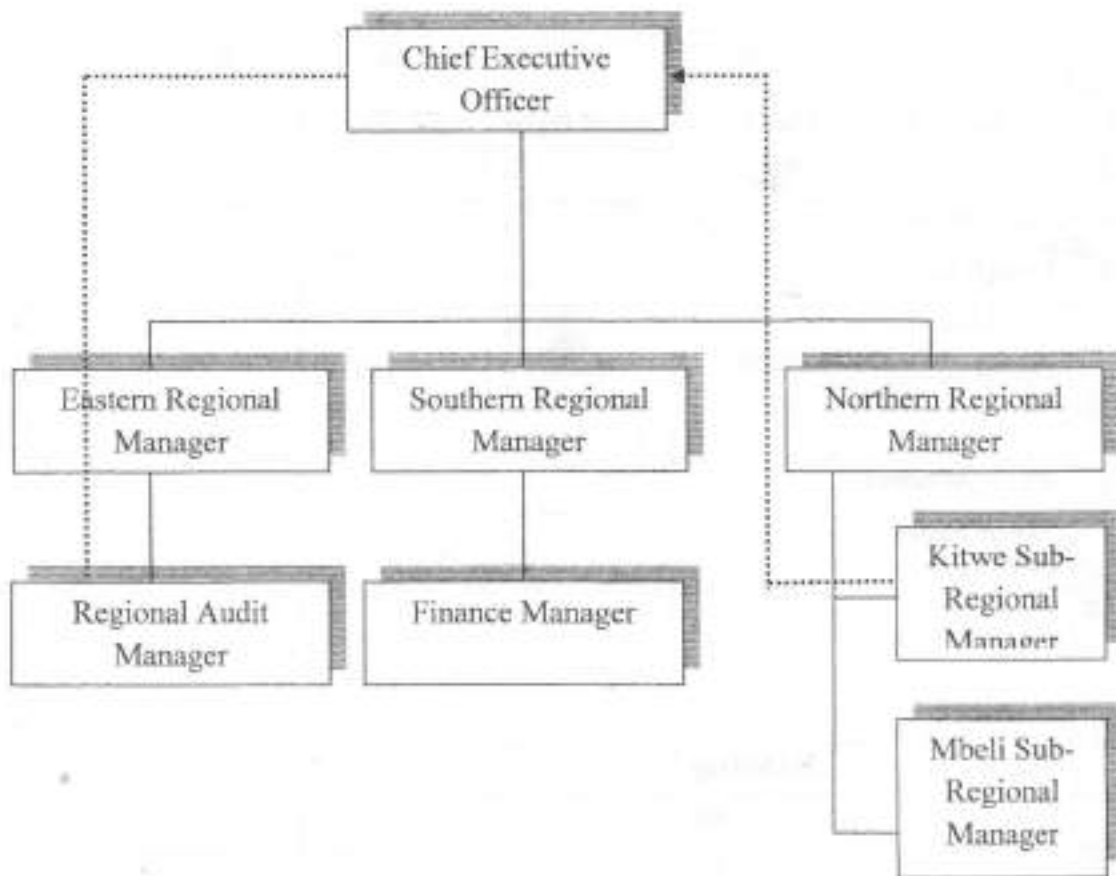 Chief Executive
Officer
Eastern Regional
Manager
Southern Regional
Manager
Northern Regional
Manager
Regional Audit
Manager
Finance Manager
Kitwe Sub-
Regional
Manager
Mbeli Sub-
Regional
Manager